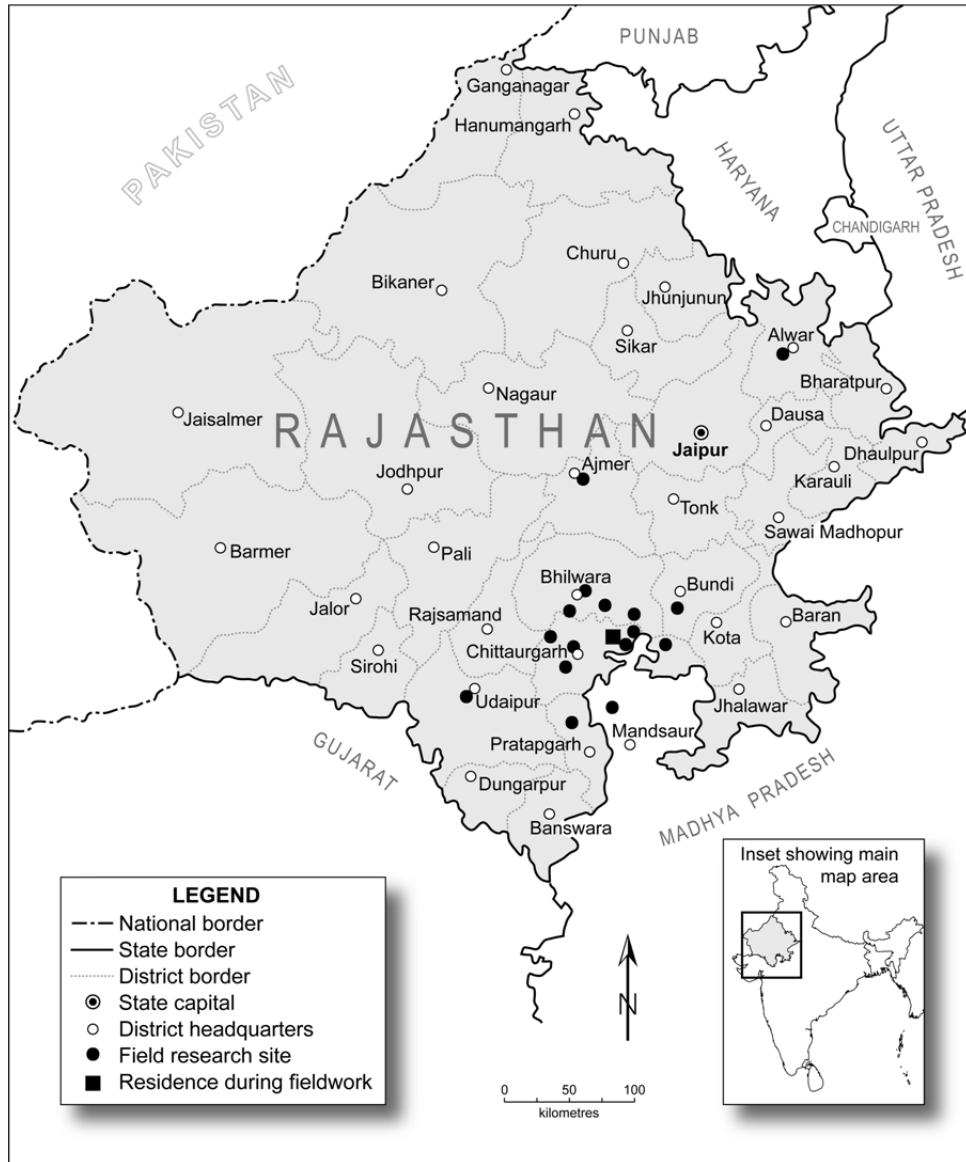 PUNJAB
PAKISTAN
Ganganagar
Hanumangarh
HARYANA
UTTAR PRADESH
CHANDIGARH
Churu
Bikaner
Jhunjunun
Sikar
Alwar
Bharatpur
Nagaur
Jaisalmer
Dausa
RAJASTHAN
Jaipur
Dhaulpur
Ajmer
Jodhpur
Karauli
Tonk
Sawai Madhopur
Barmer
Pali
Bhilwara
Bundi
Jalor
Rajsamand
Baran
Kota
Chittaurgarh
Sirohi
Udaipur
Jhalawar
Mandsaur
GUJARAT
Pratapgarh
Dungarpur
MADHYA PRADESH
Banswara
LEGEND
National border
State border
District border
State capital
District headquarters
Field research site
Residence during fieldwork
N
0 50 100
kilometres
Inset showing main
map area